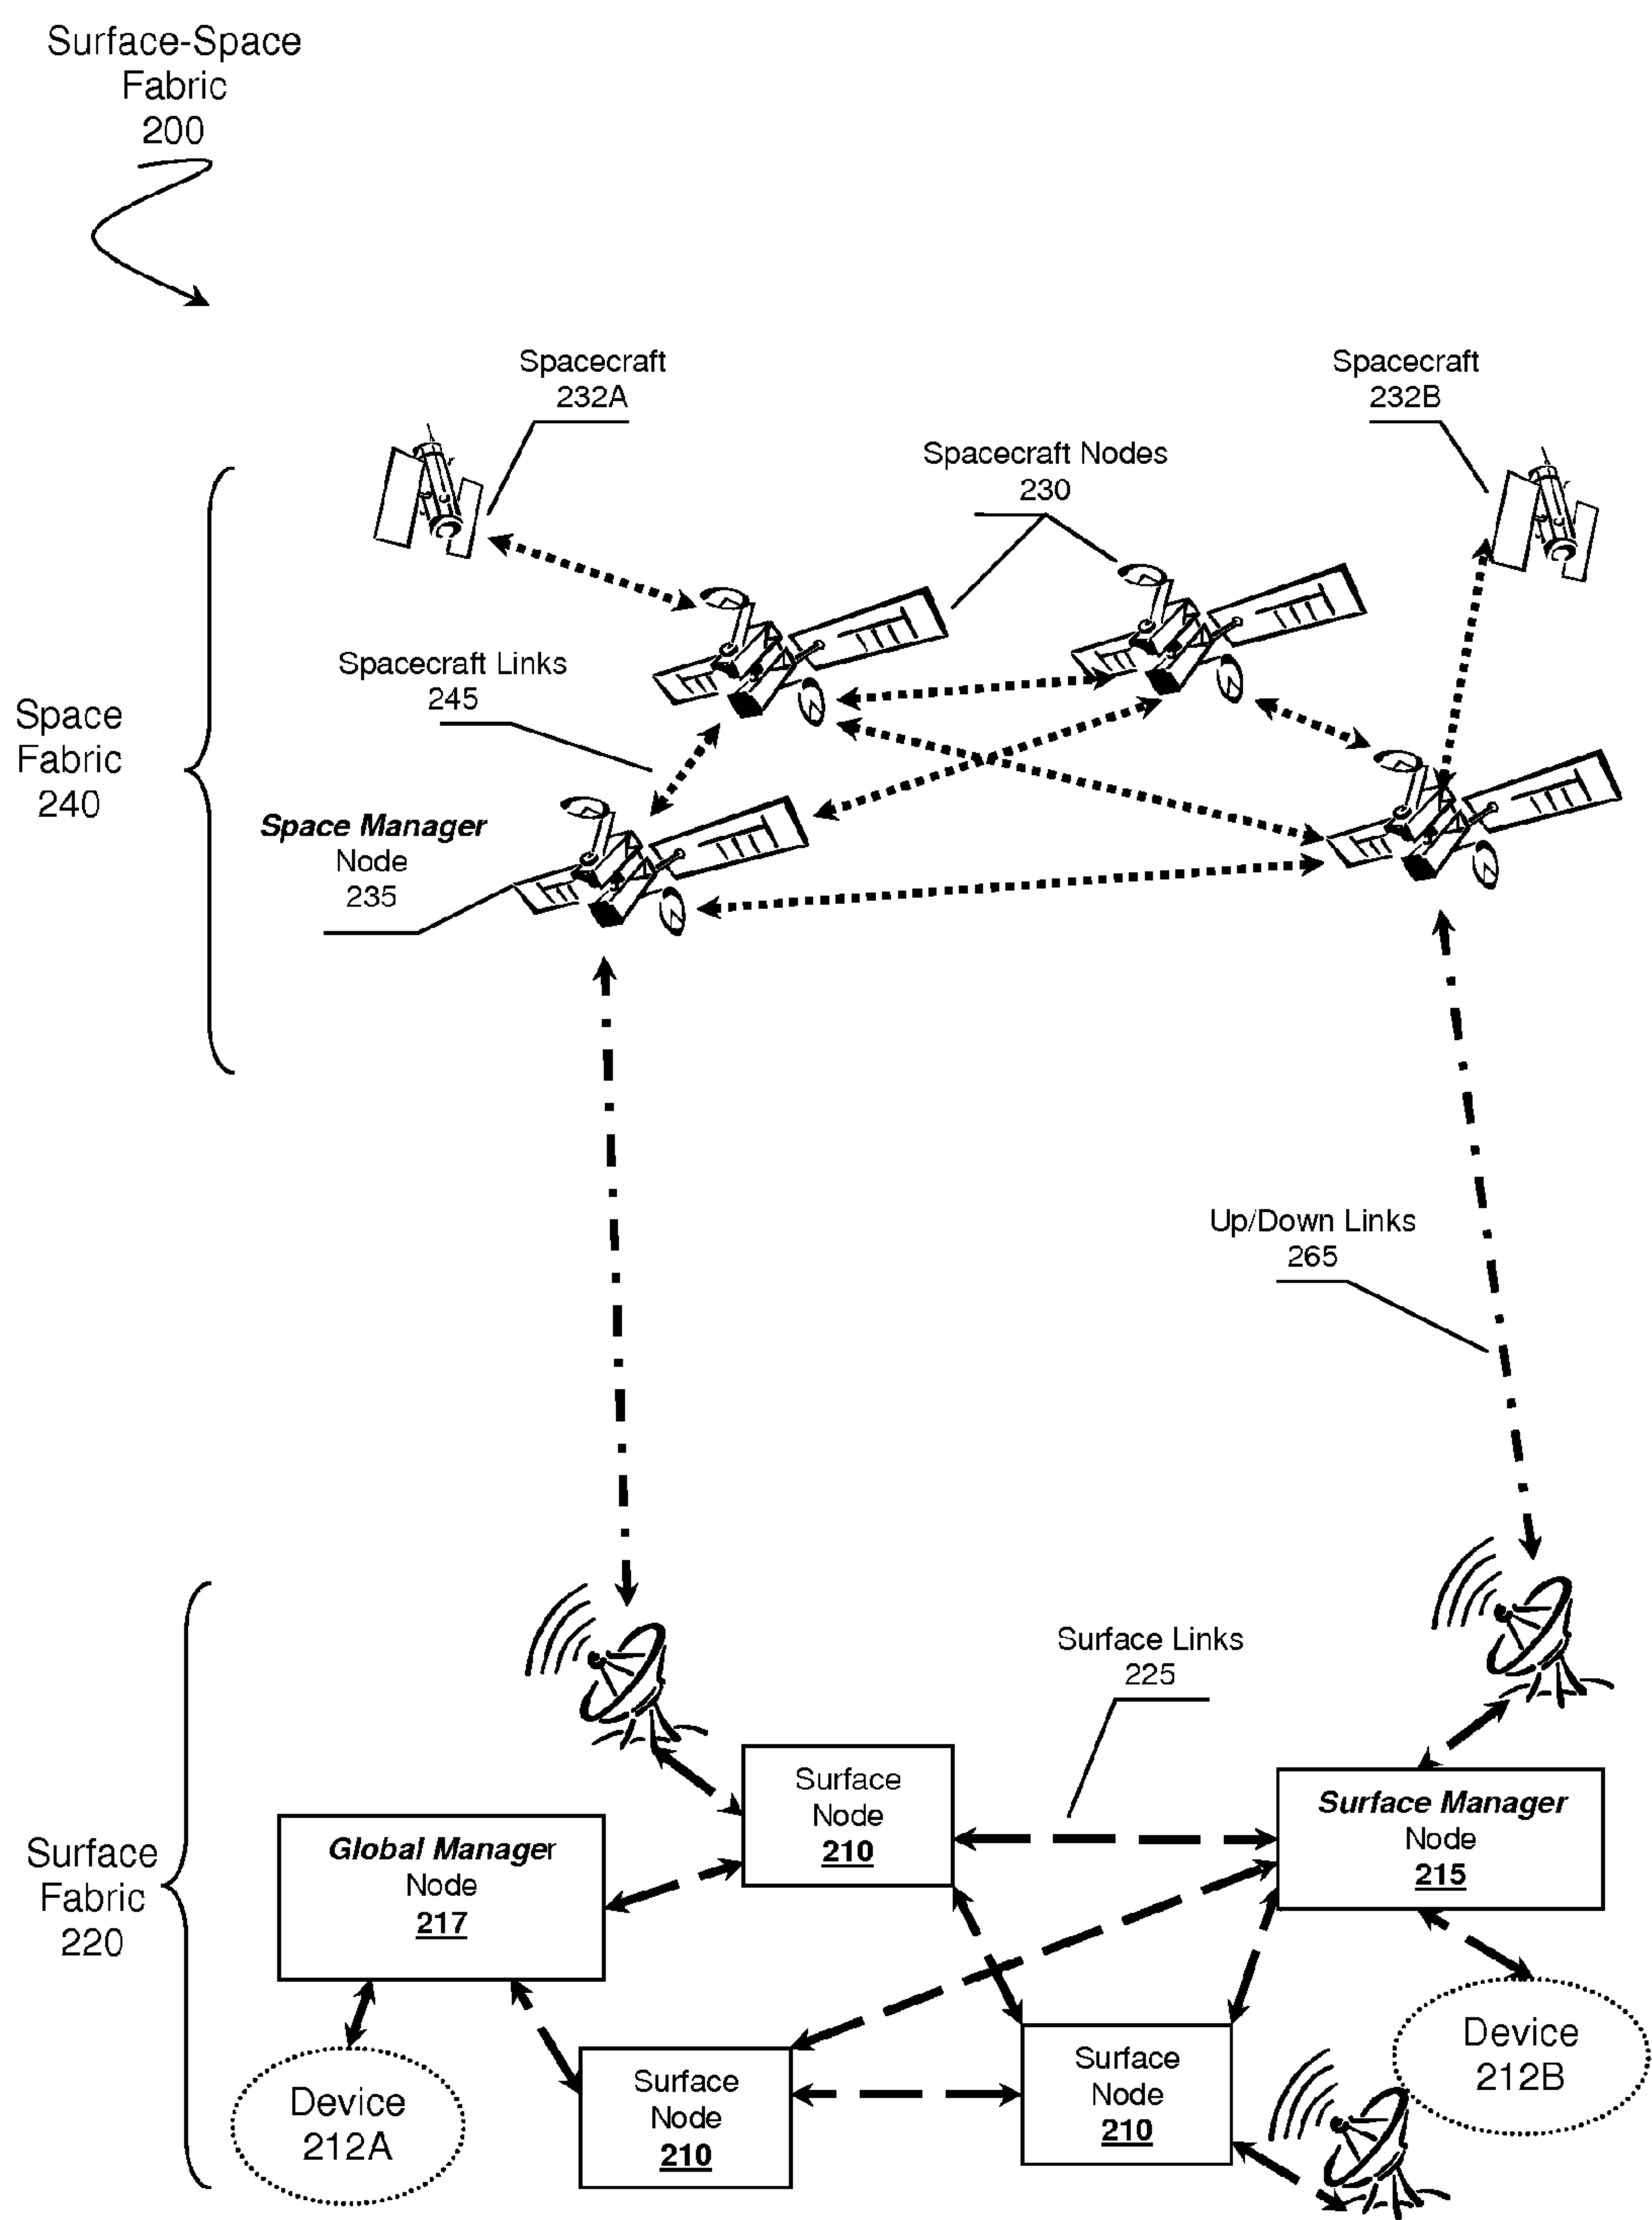 Surface-Space
Fabric
200
Spacecraft
232A
Spacecraft
232B
Spacecraft Nodes
230
Spacecraft Links
245
Space
Fabric
240
Space Manager
Node
235
Up/Down Links
265
Surface Links
225
Surface
Node
210
Surface Manager
Node
215
Global Manager
Node
217
Surface
Fabric
220
Device
212B
Surface
Node
210
Surface
Node
210
Device
212A